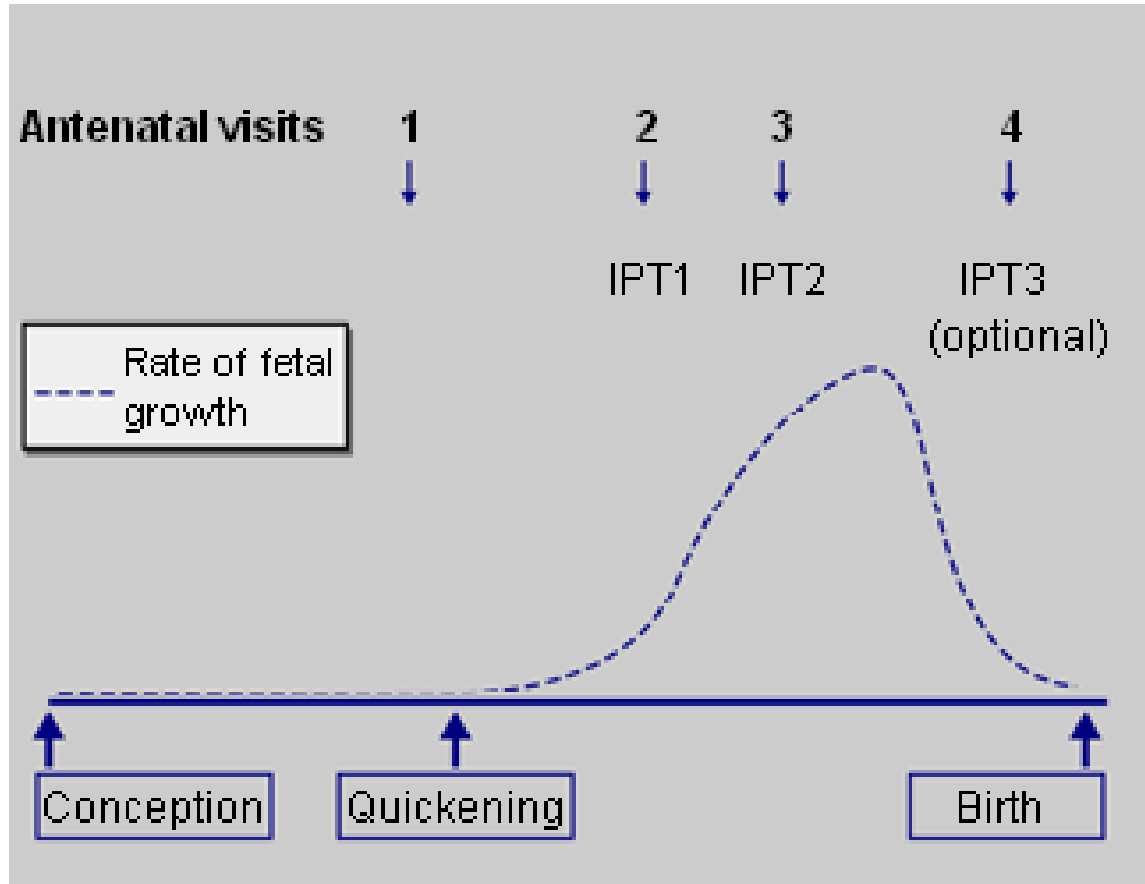 Antenatal visits 1 2 3 4
IPT1 IPT2 IPT3
(optional)
Rate of fetal
growth
Conception Quickening Birth